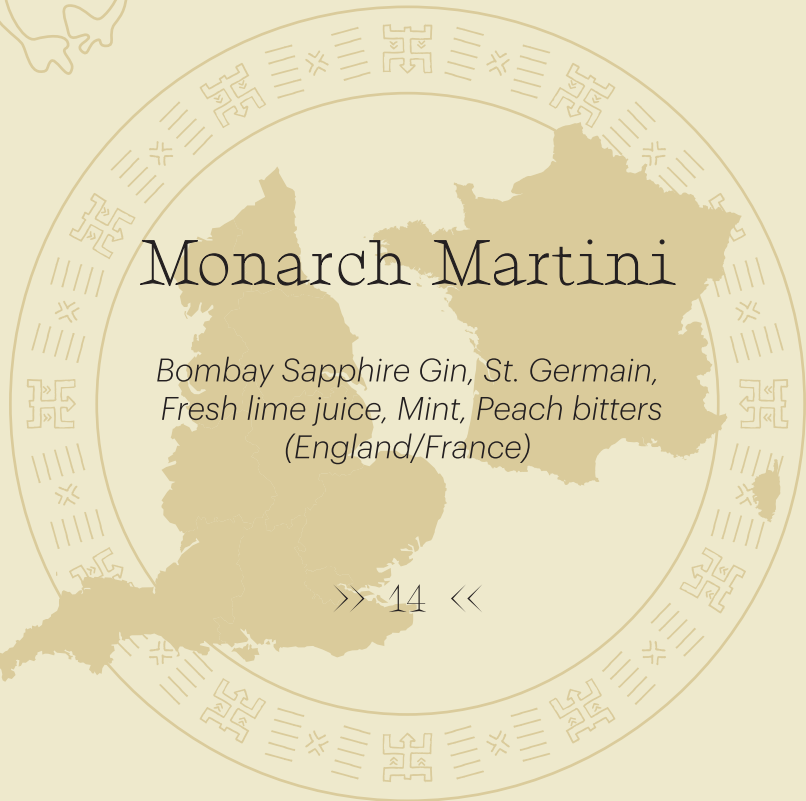 Monarch Martini
Bombay Sapphire Gin, St. Germain,
Fresh lime juice, Mint, Peach bitters
(England/France)
>> 14 <<